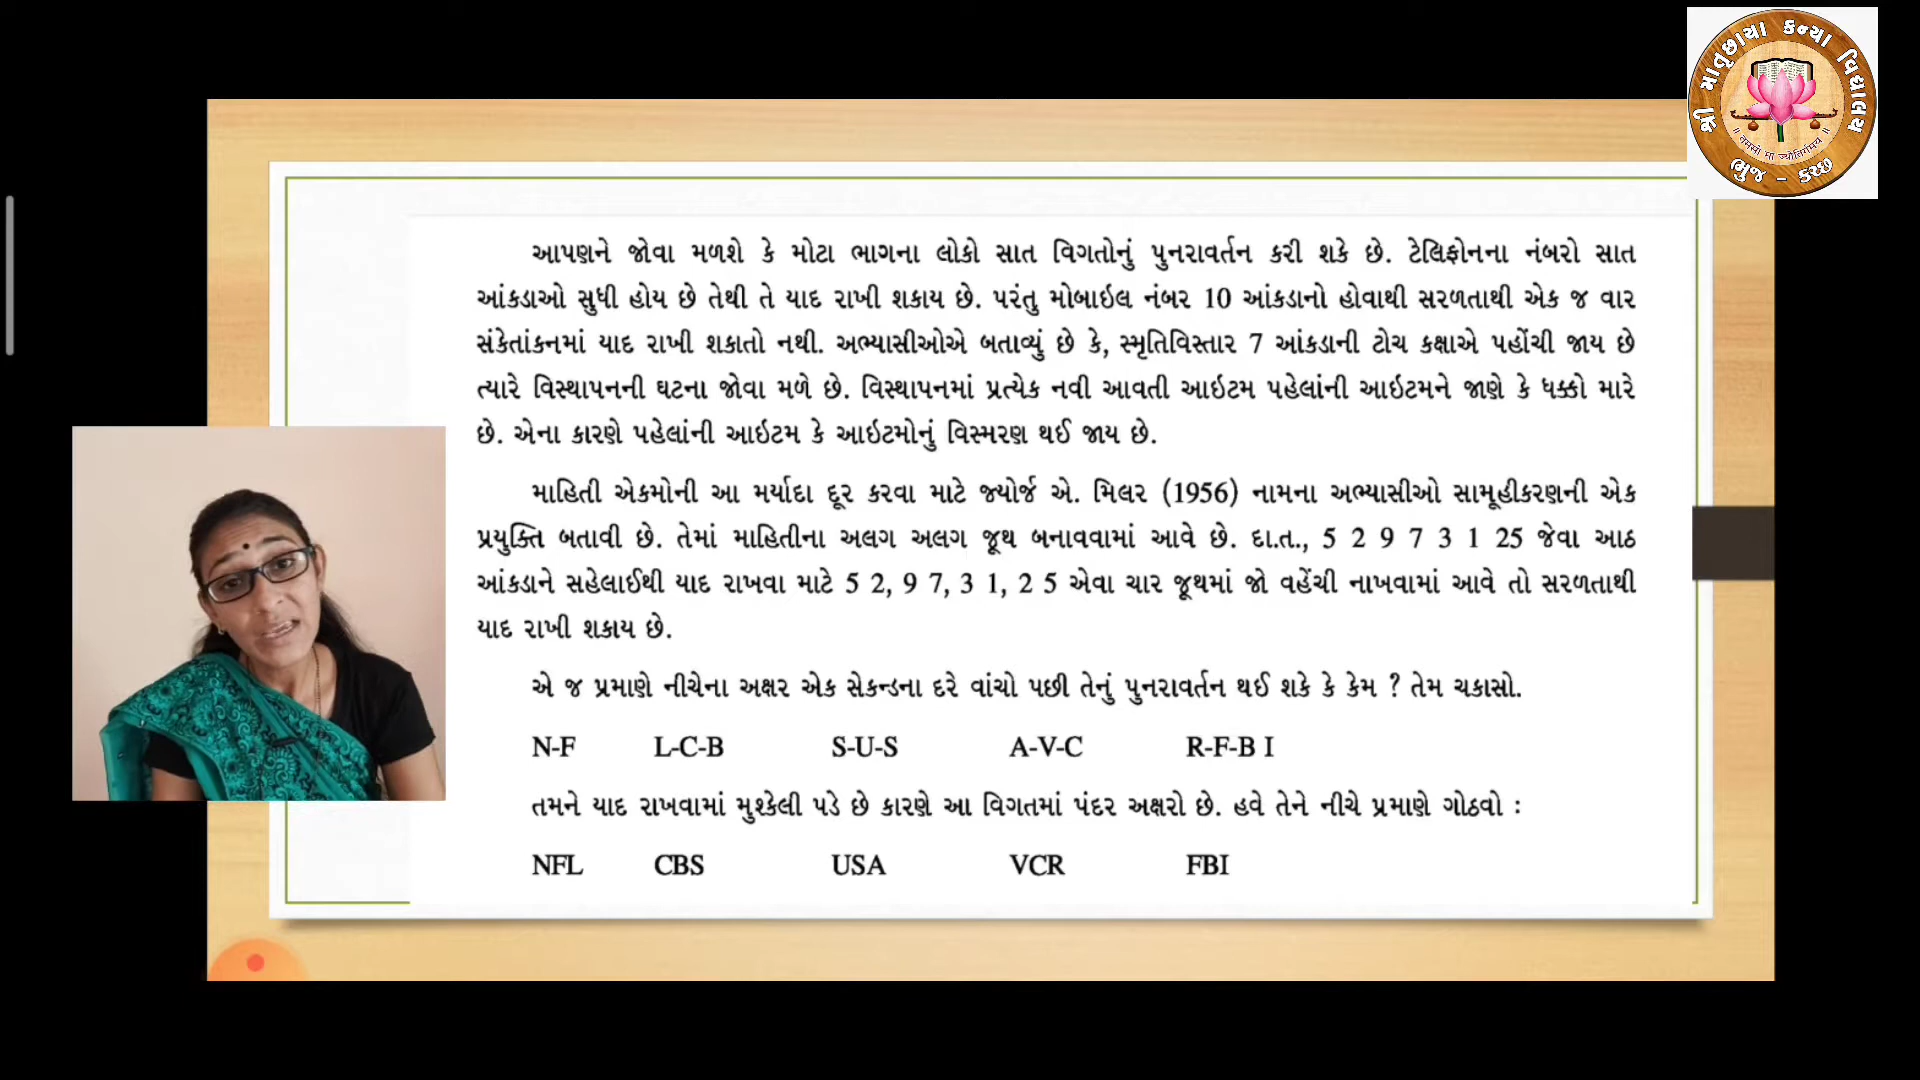 શ્રી માતૃછાયા કન્યા વિદ્યાલય
॥ तमसो मा ज्योतिर्गमय ॥
ભુજ - કચ્છ
આપણને જોવા મળશે કે મોટા ભાગના લોકો સાત વિગતોનું પુનરાવર્તન કરી શકે છે. ટેલિફોનના નંબરો સાત
આંકડાઓ સુધી હોય છે તેથી તે યાદ રાખી શકાય છે. પરંતુ મોબાઇલ નંબર 10 આંકડાનો હોવાથી સરળતાથી એક જ વાર
સંકેતાંકનમાં યાદ રાખી શકાતો નથી. અભ્યાસીઓએ બતાવ્યું છે કે, સ્મૃતિવિસ્તાર 7 આંકડાની ટોચ કક્ષાએ પહોંચી જાય છે
ત્યારે વિસ્થાપનની ઘટના જોવા મળે છે. વિસ્થાપનમાં પ્રત્યેક નવી આવતી આઇટમ પહેલાંની આઇટમને જાણે કે ધક્કો મારે
છે. એના કારણે પહેલાંની આઇટમ કે આઇટમોનું વિસ્મરણ થઈ જાય છે.
માહિતી એકમોની આ મર્યાદા દૂર કરવા માટે જ્યોર્જ એ. મિલર (1956) નામના અભ્યાસીઓ સામૂહીકરણની એક
પ્રયુક્તિ બતાવી છે. તેમાં માહિતીના અલગ અલગ જૂથ બનાવવામાં આવે છે. દા.ત., 5 2 9 7 3 1 25 જેવા આઠ
આંકડાને સહેલાઈથી યાદ રાખવા માટે 5 2, 9 7, 3 1, 2 5 એવા ચાર જૂથમાં જો વહેંચી નાખવામાં આવે તો સરળતાથી
યાદ રાખી શકાય છે.
એ જ પ્રમાણે નીચેના અક્ષર એક સેકન્ડના દરે વાંચો પછી તેનું પુનરાવર્તન થઈ શકે કે કેમ ? તેમ ચકાસો.
N-F L-C-B S-U-S A-V-C R-F-B I
તમને યાદ રાખવામાં મુશ્કેલી પડે છે કારણે આ વિગતમાં પંદર અક્ષરો છે. હવે તેને નીચે પ્રમાણે ગોઠવો :
NFL CBS USA VCR FBI